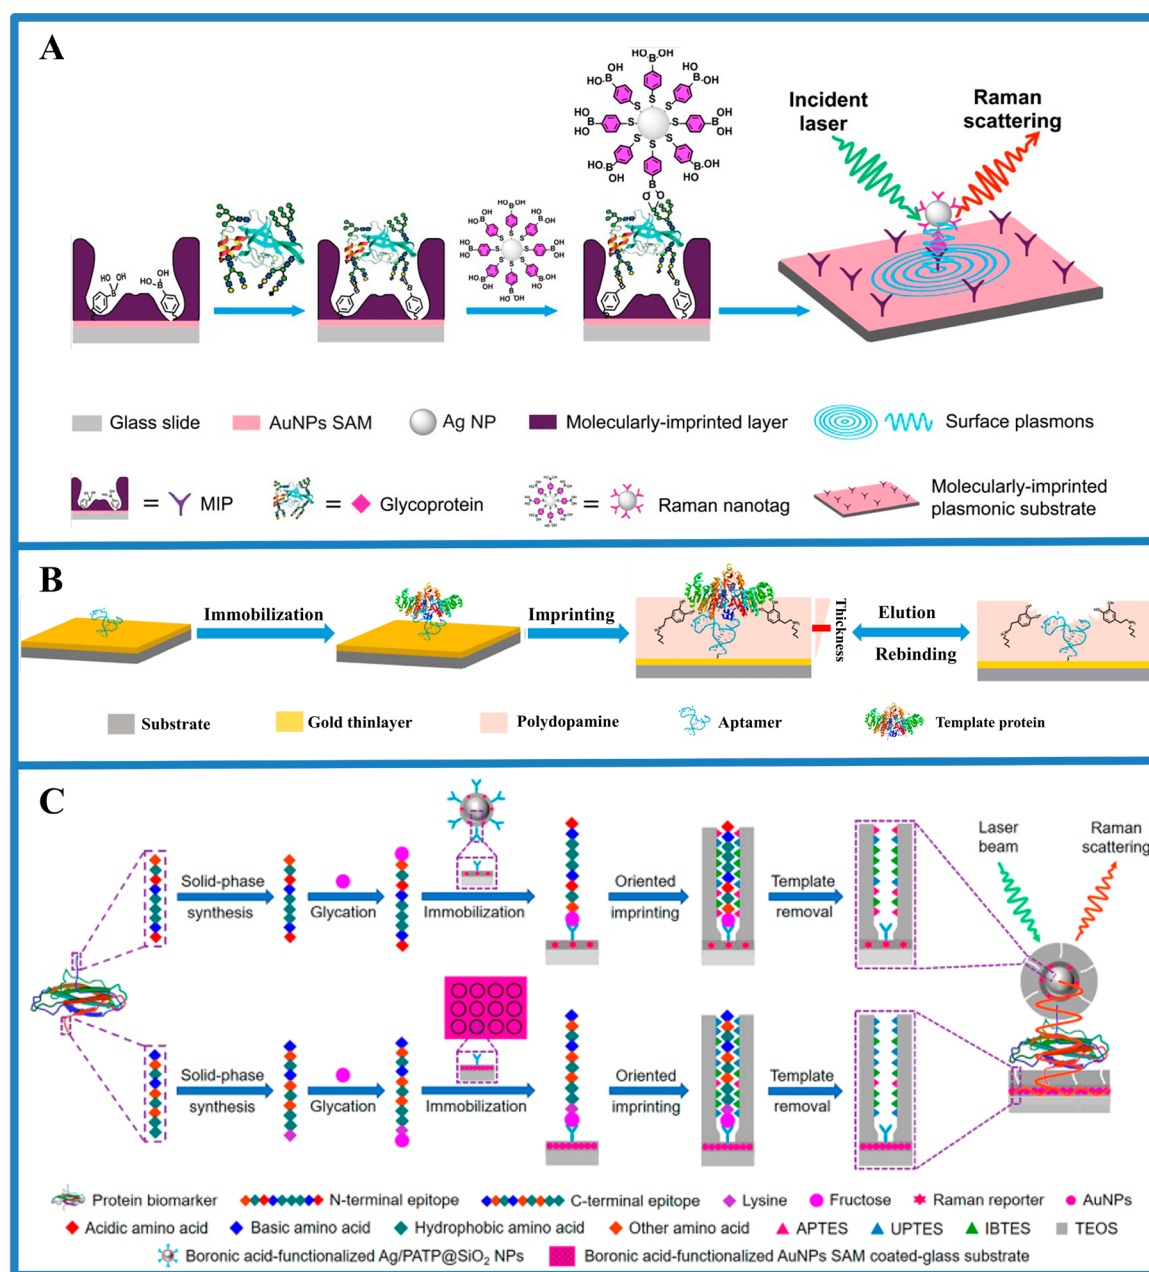 A
Incident
laser
Raman
scattering
Glass slide
AuNPs SAM
Ag NP
Molecularly-imprinted layer
Surface plasmons
= MIP
= Glycoprotein
= Raman nanotag
Molecularly-imprinted
plasmonic substrate
B
Immobilization
Imprinting
Thickness
Elution
Rebinding
Substrate
Gold thinlayer
Polydopamine
Aptamer
Template protein
C
Solid-phase
synthesis
Glycation
Immobilization
Oriented
imprinting
Template
removal
Laser
beam
Raman
scattering
Solid-phase
synthesis
Glycation
Immobilization
Oriented
imprinting
Template
removal
Protein biomarker
N-terminal epitope
C-terminal epitope
Lysine
Fructose
Raman reporter
AuNPs
Acidic amino acid
Basic amino acid
Hydrophobic amino acid
Other amino acid
APTES
UPTES
IBTES
TEOS
Boronic acid-functionalized Ag/PATP@SiO₂ NPs
Boronic acid-functionalized AuNPs SAM coated-glass substrate